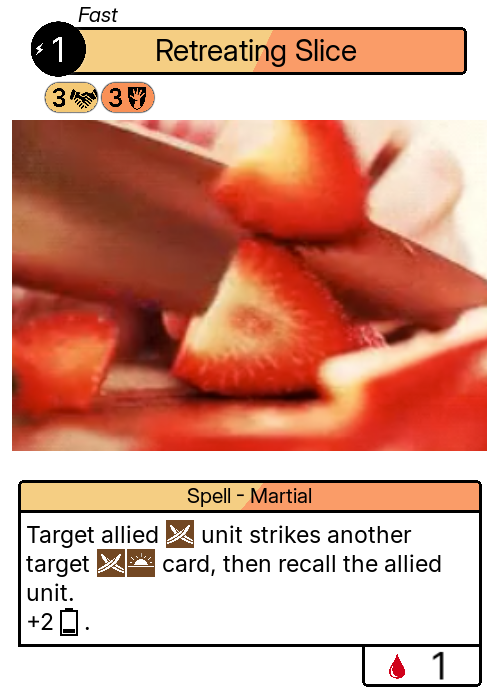 Fast
1 Retreating Slice
3 3
Spell - Martial
Target allied unit strikes another
target card, then recall the allied
unit.
+2 .
1